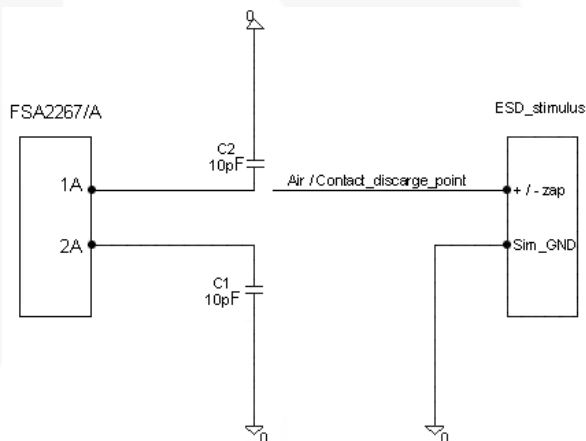 0
FSA2267/A
ESD_stimulus
C2
10pF
1A
Air / Contact_discarge_point
+ / - zap
2A
Sim_GND
C1
10pF
0
0